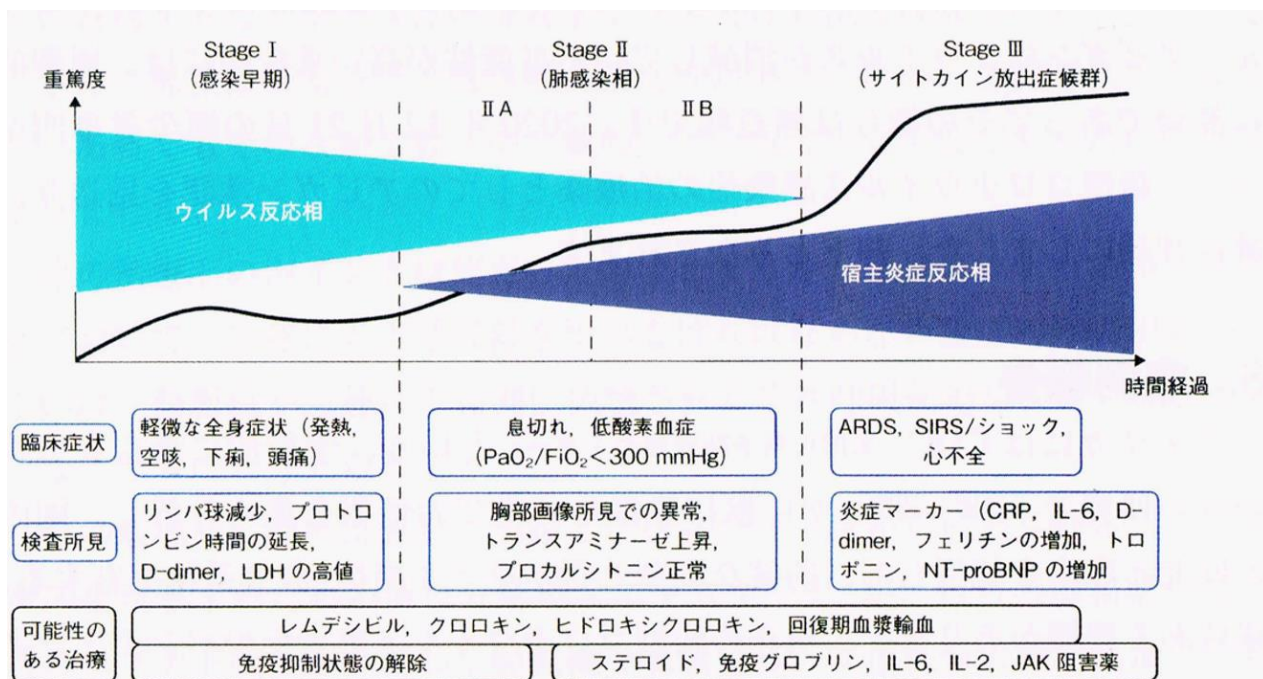 Stage Ⅰ
(感染早期)
Stage Ⅱ
(肺感染相)
Stage Ⅲ
(サイトカイン放出症候群)
重篤度
ⅡA
ⅡB
ウイルス反応相
宿主炎症反応相
時間経過
臨床症状
軽微な全身症状(発熱,
空咳, 下痢, 頭痛)
息切れ, 低酸素血症
(PaO₂/FiO₂<300 mmHg)
ARDS, SIRS/ショック,
心不全
検査所見
リンパ球減少, プロトロ
ンビン時間の延長,
D-dimer, LDH の高値
胸部画像所見での異常,
トランスアミナーゼ上昇,
プロカルシトニン正常
炎症マーカー(CRP, IL-6, D-
dimer, フェリチンの増加, トロ
ポニン, NT-proBNP の増加
可能性の
ある治療
レムデシビル, クロロキン, ヒドロキシクロロキン, 回復期血漿輸血
免疫抑制状態の解除
ステロイド, 免疫グロブリン, IL-6, IL-2, JAK 阻害薬